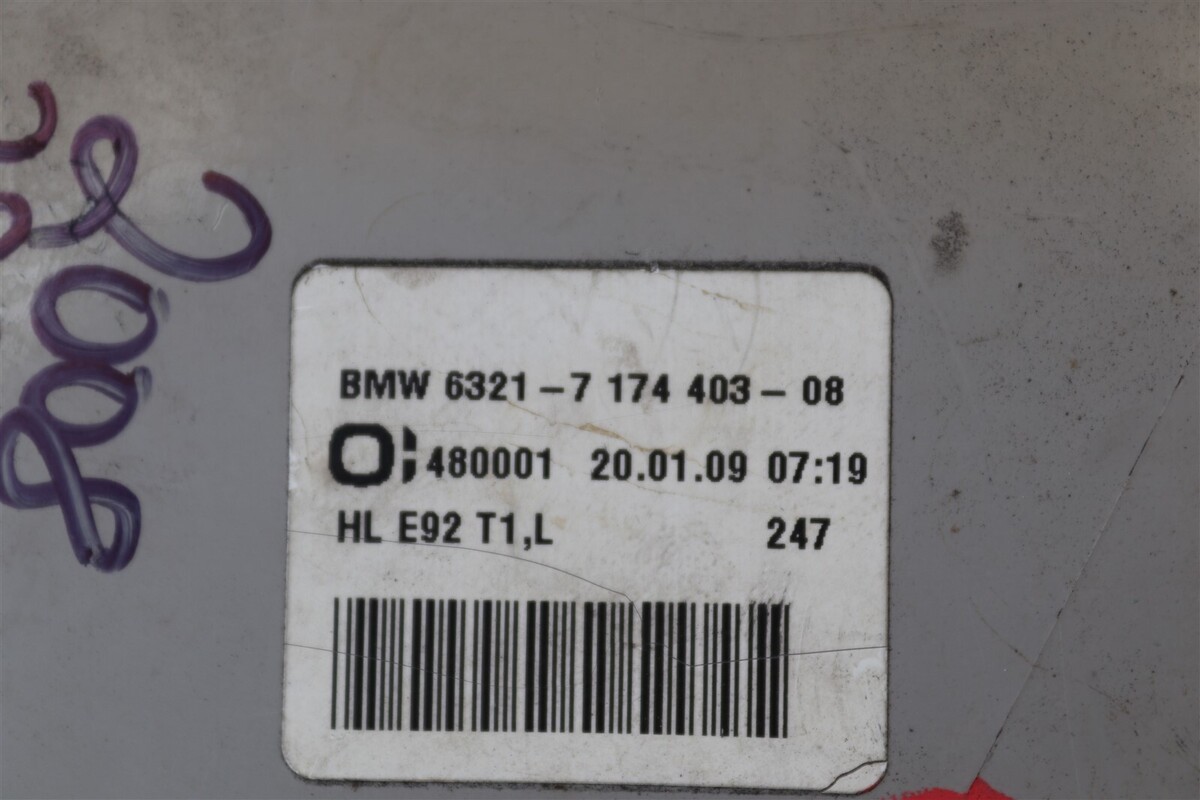 BMW 6321-7 174 403-08
480001 20.01.09 07:19
HL E92 T1,L 247